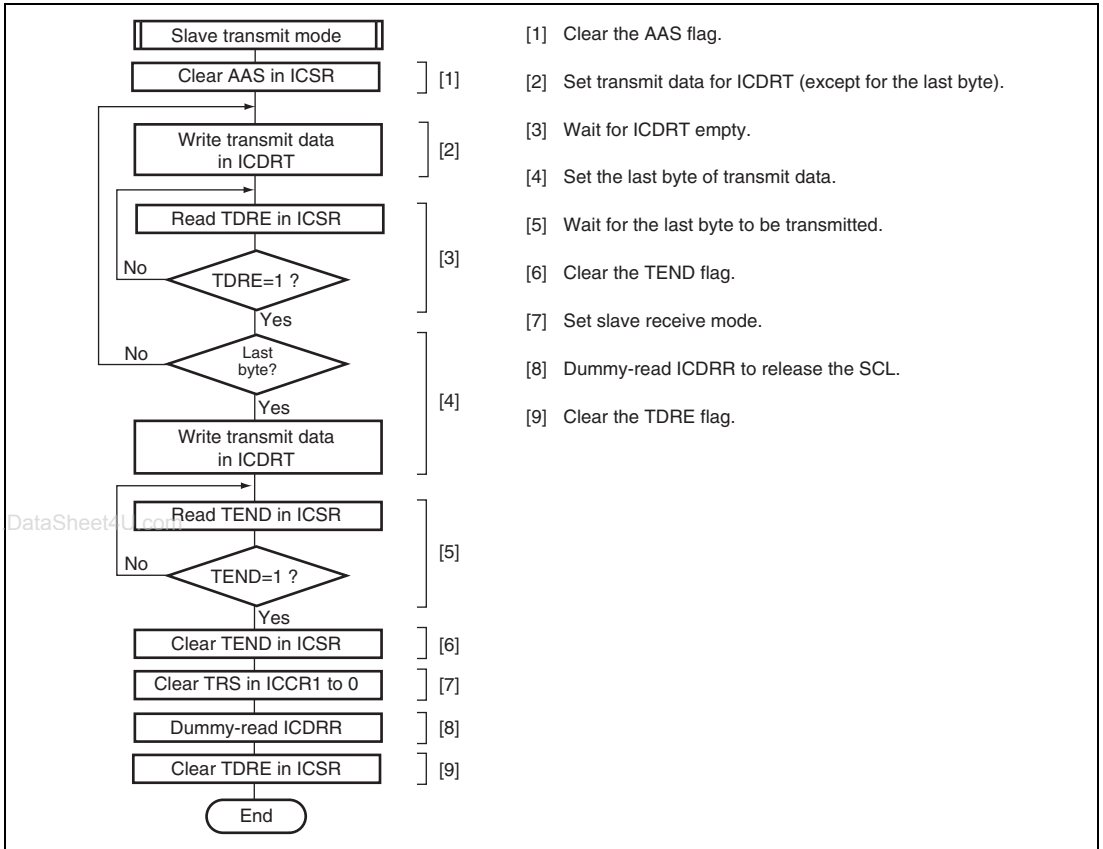 Slave transmit mode
Clear AAS in ICSR
[1]
Write transmit data
in ICDRT
[2]
Read TDRE in ICSR
No
TDRE=1 ?
[3]
Yes
No
Last
byte?
Yes
[4]
Write transmit data
in ICDRT
DataSheet4U.com
Read TEND in ICSR
No
TEND=1 ?
[5]
Yes
Clear TEND in ICSR
[6]
Clear TRS in ICCR1 to 0
[7]
Dummy-read ICDRR
[8]
Clear TDRE in ICSR
[9]
End
[1] Clear the AAS flag.
[2] Set transmit data for ICDRT (except for the last byte).
[3] Wait for ICDRT empty.
[4] Set the last byte of transmit data.
[5] Wait for the last byte to be transmitted.
[6] Clear the TEND flag.
[7] Set slave receive mode.
[8] Dummy-read ICDRR to release the SCL.
[9] Clear the TDRE flag.